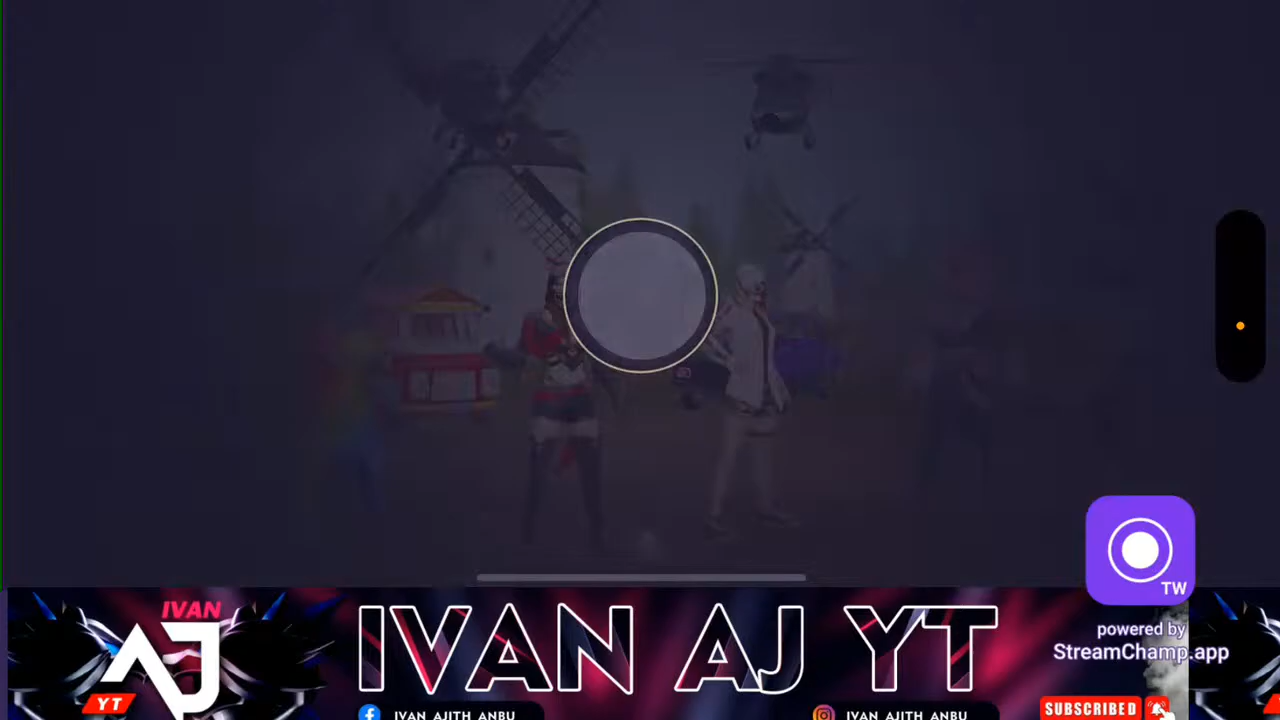 TW
powered by
StreamChamp.app
IVAN
AJ
YT
IVAN AJ YT
IVAN AJITH ANBU
IVAN AJITH ANBU
SUBSCRIBED